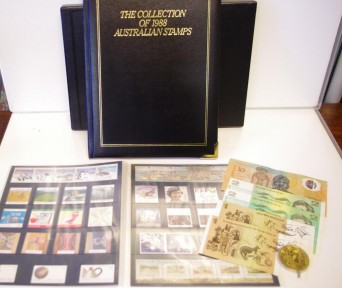 THE COLLECTION
OF 1988
AUSTRALIAN STAMPS